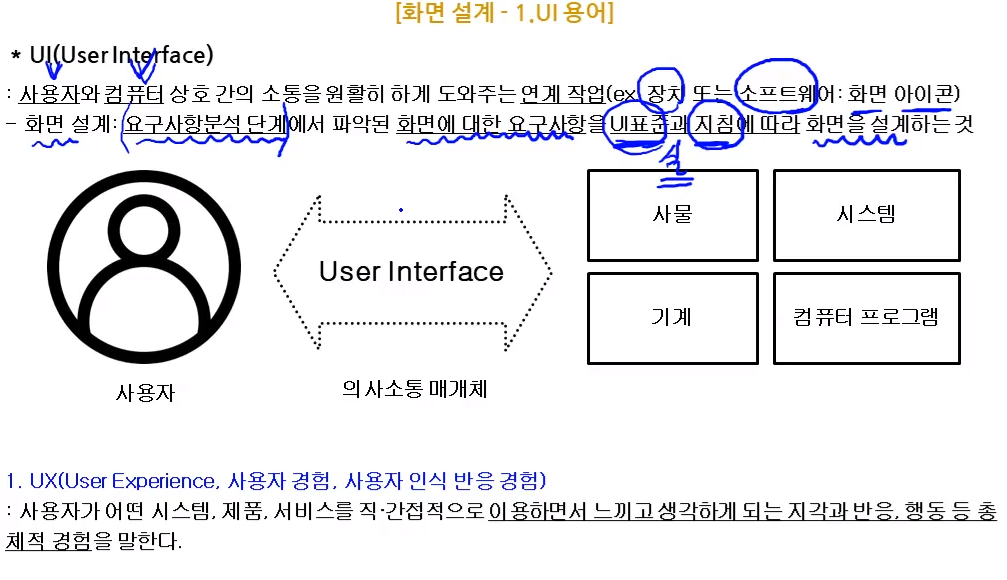 [화면 설계 - 1.UI 용어]
* UI(User Interface)
: 사용자와 컴퓨터 상호 간의 소통을 원활히 하게 도와주는 연계 작업(ex. 장치 또는 소프트웨어: 화면 아이콘)
- 화면 설계: 요구사항분석 단계에서 파악된 화면에 대한 요구사항을 UI표준과 지침에 따라 화면을 설계하는 것
사물
시스템
User Interface
기계
컴퓨터 프로그램
사용자
의사소통 매개체
1. UX(User Experience, 사용자 경험, 사용자 인식 반응 경험)
: 사용자가 어떤 시스템, 제품, 서비스를 직·간접적으로 이용하면서 느끼고 생각하게 되는 지각과 반응, 행동 등 총
체적 경험을 말한다.